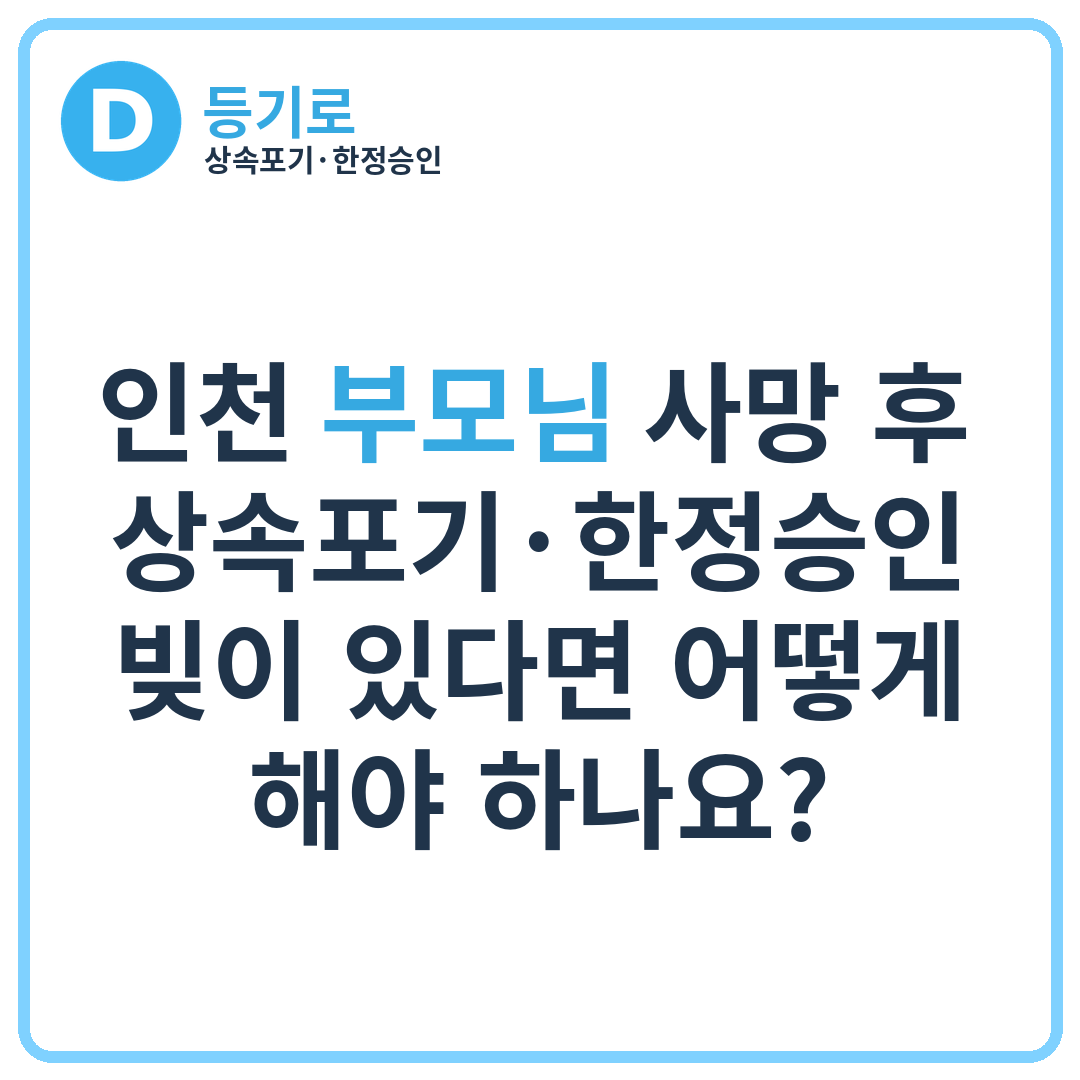 D
등기로
상속포기·한정승인
인천 부모님 사망 후
상속포기·한정승인
빚이 있다면 어떻게
해야 하나요?